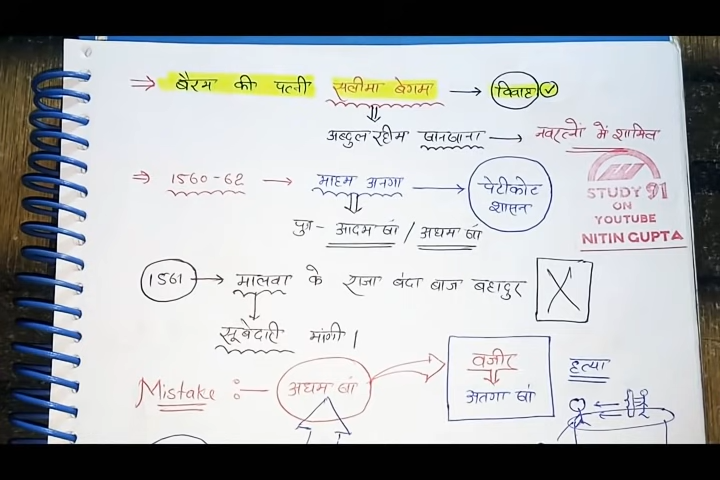 ⇒ बैरम की पत्नी सलीमा बेगम → विवाह ✓
अब्दुल रहीम खानखाना → नवरत्नों में शामिल
⇒ 1560-62 → माहम अनगा → पेटीकोट शासन
पुत्र - आदम खां / अधम खां
STUDY 91
ON
YOUTUBE
NITIN GUPTA
1561 → मालवा के राजा बंदा बाज बहादुर X
सूबेदारी मांगी।
Mistake :- अधम खां
वजीर
अतगा खां
हत्या